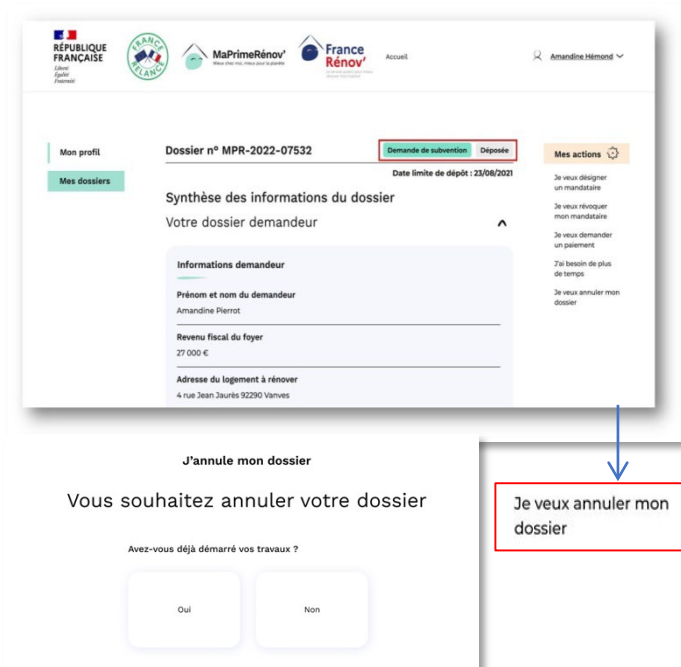 RÉPUBLIQUE
FRANÇAISE
Liberté
Égalité
Fraternité
FRANCE
RELANCE
MaPrimeRénov'
Mieux chez moi, mieux pour la planète
France
Rénov'
Accueil
Amandine Hémond
Mon profil
Mes dossiers
Dossier nº MPR-2022-07532
Demande de subvention Déposée
Date limite de dépôt : 23/08/2021
Synthèse des informations du dossier
Votre dossier demandeur
Informations demandeur
Prénom et nom du demandeur
Amandine Pierrot
Revenu fiscal du foyer
27 000 €
Adresse du logement à rénover
4 rue Jean Jaurès 92290 Vanves
Mes actions
Je veux désigner
un mandataire
Je veux révoquer
mon mandataire
Je veux demander
un paiement
J'ai besoin de plus
de temps
Je veux annuler mon
dossier
J'annule mon dossier
Vous souhaitez annuler votre dossier
Avez-vous déjà démarré vos travaux ?
Oui
Non
Je veux annuler mon
dossier